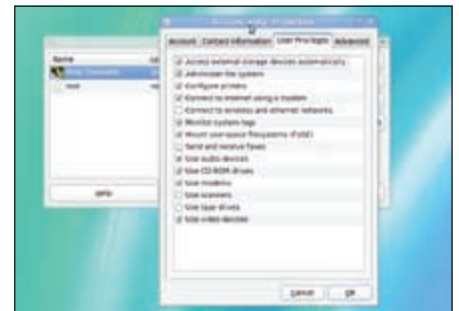 Account Contact Information User Privileges Advanced
Name
root
Access external storage devices automatically
Administer the system
Configure printers
Connect to Internet using a modem
Connect to wireless and ethernet networks
Monitor system logs
Mount user-space filesystems (FUSE)
Send and receive faxes
Use audio devices
Use CD-ROM drives
Use modems
Use scanners
Use tape drives
Use video devices
Help
Cancel
OK